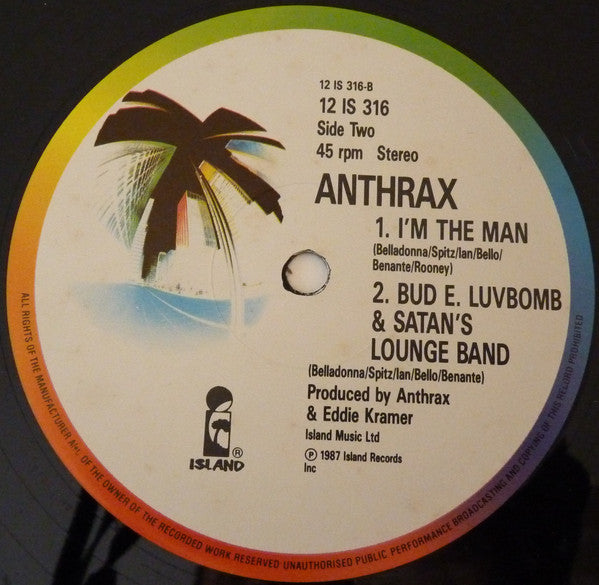 12 IS 316-B
12 IS 316
Side Two
45 rpm Stereo
ANTHRAX
1. I'M THE MAN
(Belladonna/Spitz/Ian/Bello/
Benante/Rooney)
2. BUD E. LUVBOMB
& SATAN'S
LOUNGE BAND
(Belladonna/Spitz/Ian/Bello/Benante)
Produced by Anthrax
& Eddie Kramer
Island Music Ltd
℗ 1987 Island Records
Inc
ISLAND®
ALL RIGHTS OF THE MANUFACTURER AND OF THE OWNER OF THE RECORDED WORK RESERVED UNAUTHORISED PUBLIC PERFORMANCE BROADCASTING AND COPYING OF THIS RECORD PROHIBITED